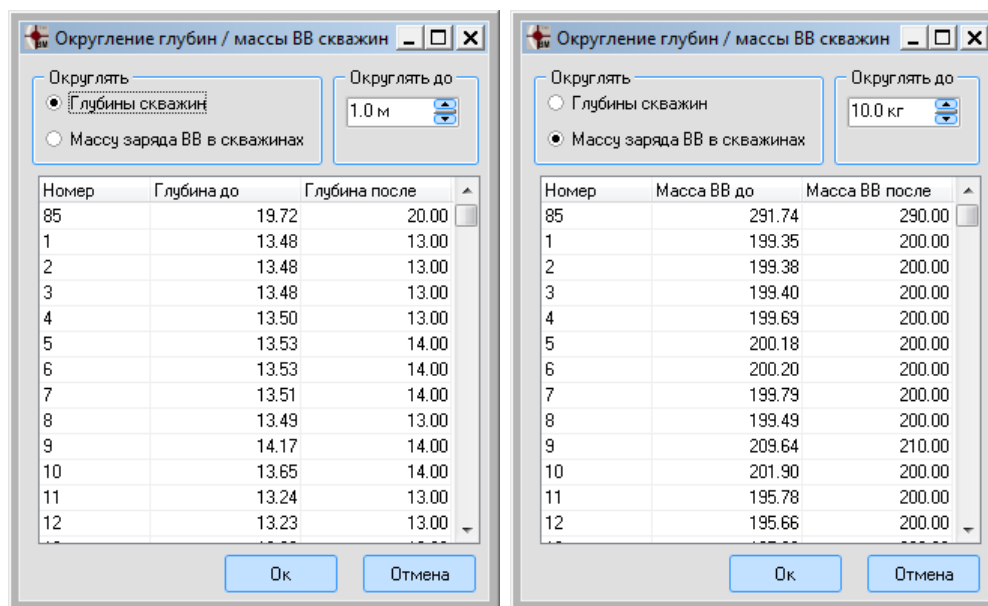 Округление глубин / массы ВВ скважин
Округлять
Округлять до
Глубины скважин
1.0 м
Массу заряда ВВ в скважинах
Номер Глубина до Глубина после
85 19.72 20.00
1 13.48 13.00
2 13.48 13.00
3 13.48 13.00
4 13.50 13.00
5 13.53 14.00
6 13.53 14.00
7 13.51 14.00
8 13.49 13.00
9 14.17 14.00
10 13.65 14.00
11 13.24 13.00
12 13.23 13.00
Ок Отмена
Округление глубин / массы ВВ скважин
Округлять
Округлять до
Глубины скважин
10.0 кг
Массу заряда ВВ в скважинах
Номер Масса ВВ до Масса ВВ после
85 291.74 290.00
1 199.35 200.00
2 199.38 200.00
3 199.40 200.00
4 199.69 200.00
5 200.18 200.00
6 200.20 200.00
7 199.79 200.00
8 199.49 200.00
9 209.64 210.00
10 201.90 200.00
11 195.78 200.00
12 195.66 200.00
Ок Отмена